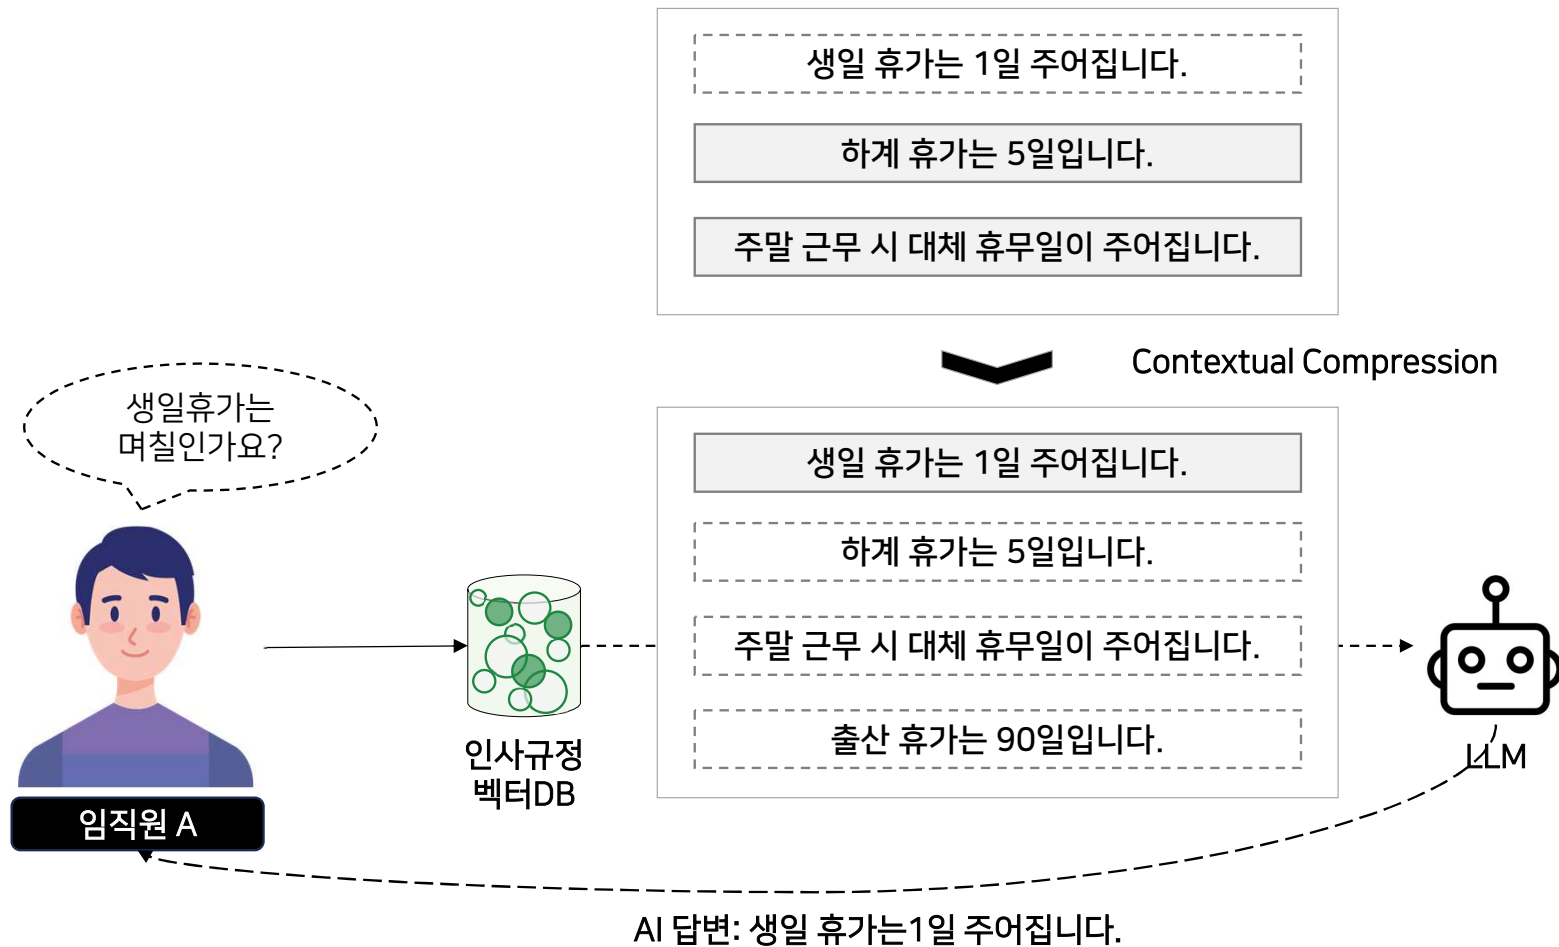 생일 휴가는 1일 주어집니다.
하계 휴가는 5일입니다.
주말 근무 시 대체 휴무일이 주어집니다.
Contextual Compression
생일휴가는
며칠인가요?
생일 휴가는 1일 주어집니다.
하계 휴가는 5일입니다.
주말 근무 시 대체 휴무일이 주어집니다.
출산 휴가는 90일입니다.
인사규정
벡터DB
LLM
임직원 A
AI 답변: 생일 휴가는1일 주어집니다.